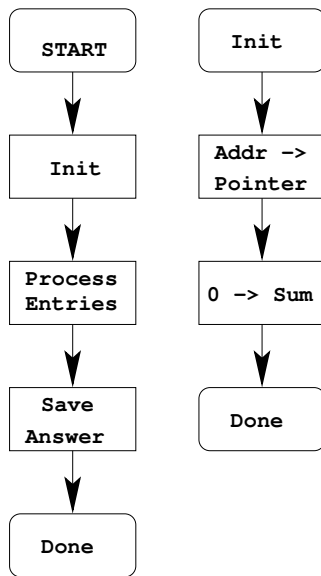 START
Init
Process
Entries
Save
Answer
Done
Init
Addr −>
Pointer
0 −> Sum
Done